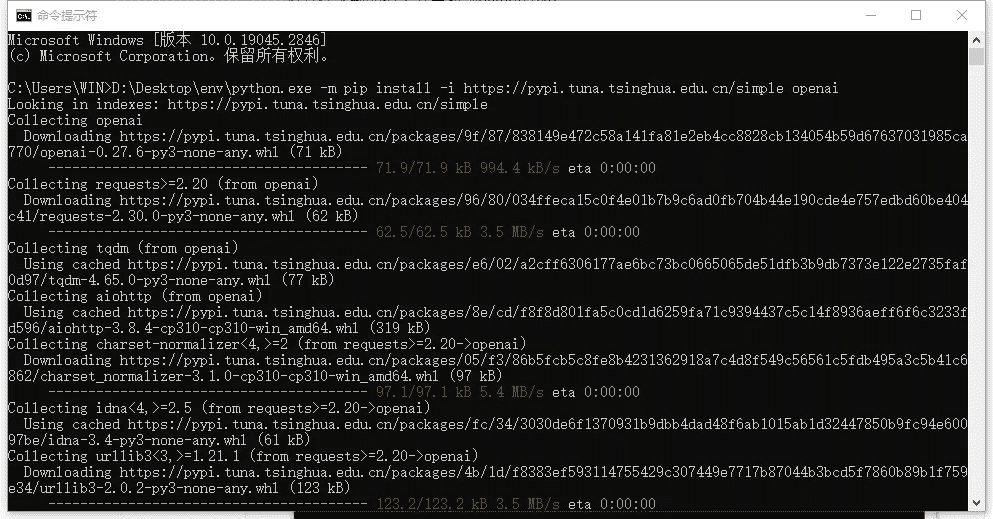 命令提示符
Microsoft Windows [版本 10.0.19045.2846]
(c) Microsoft Corporation。保留所有权利。
C:\Users\WIN>D:\Desktop\env\python.exe -m pip install -i https://pypi.tuna.tsinghua.edu.cn/simple openai
Looking in indexes: https://pypi.tuna.tsinghua.edu.cn/simple
Collecting openai
Downloading https://pypi.tuna.tsinghua.edu.cn/packages/9f/87/838149e472c58a141fa81e2eb4cc8828cb134054b59d67637031985ca
770/openai-0.27.6-py3-none-any.whl (71 kB)
---------------------------------------- 71.9/71.9 kB 994.4 kB/s eta 0:00:00
Collecting requests>=2.20 (from openai)
Downloading https://pypi.tuna.tsinghua.edu.cn/packages/96/80/034ffeca15c0f4e01b7b9c6ad0fb704b44e190cde4e757edbd60be404
c41/requests-2.30.0-py3-none-any.whl (62 kB)
---------------------------------------- 62.5/62.5 kB 3.5 MB/s eta 0:00:00
Collecting tqdm (from openai)
Using cached https://pypi.tuna.tsinghua.edu.cn/packages/e6/02/a2cff6306177ae6bc73bc0665065de51dfb3b9db7373e122e2735faf
0d97/tqdm-4.65.0-py3-none-any.whl (77 kB)
Collecting aiohttp (from openai)
Using cached https://pypi.tuna.tsinghua.edu.cn/packages/8e/cd/f8f8d801fa5c0cd1d6259fa71c9394437c5c14f8936aeff6f6c3233f
d596/aiohttp-3.8.4-cp310-cp310-win_amd64.whl (319 kB)
Collecting charset-normalizer<4,>=2 (from requests>=2.20->openai)
Downloading https://pypi.tuna.tsinghua.edu.cn/packages/05/f3/86b5fcb5c8fe8b4231362918a7c4d8f549c56561c5fdb495a3c5b41c6
862/charset_normalizer-3.1.0-cp310-cp310-win_amd64.whl (97 kB)
---------------------------------------- 97.1/97.1 kB 5.4 MB/s eta 0:00:00
Collecting idna<4,>=2.5 (from requests>=2.20->openai)
Using cached https://pypi.tuna.tsinghua.edu.cn/packages/fc/34/3030de6f1370931b9dbb4dad48f6ab1015ab1d32447850b9fc94e600
97be/idna-3.4-py3-none-any.whl (61 kB)
Collecting urllib3<3,>=1.21.1 (from requests>=2.20->openai)
Downloading https://pypi.tuna.tsinghua.edu.cn/packages/4b/1d/f8383ef593114755429c307449e7717b87044b3bcd5f7860b89b1f759
e34/urllib3-2.0.2-py3-none-any.whl (123 kB)
---------------------------------------- 123.2/123.2 kB 3.5 MB/s eta 0:00:00